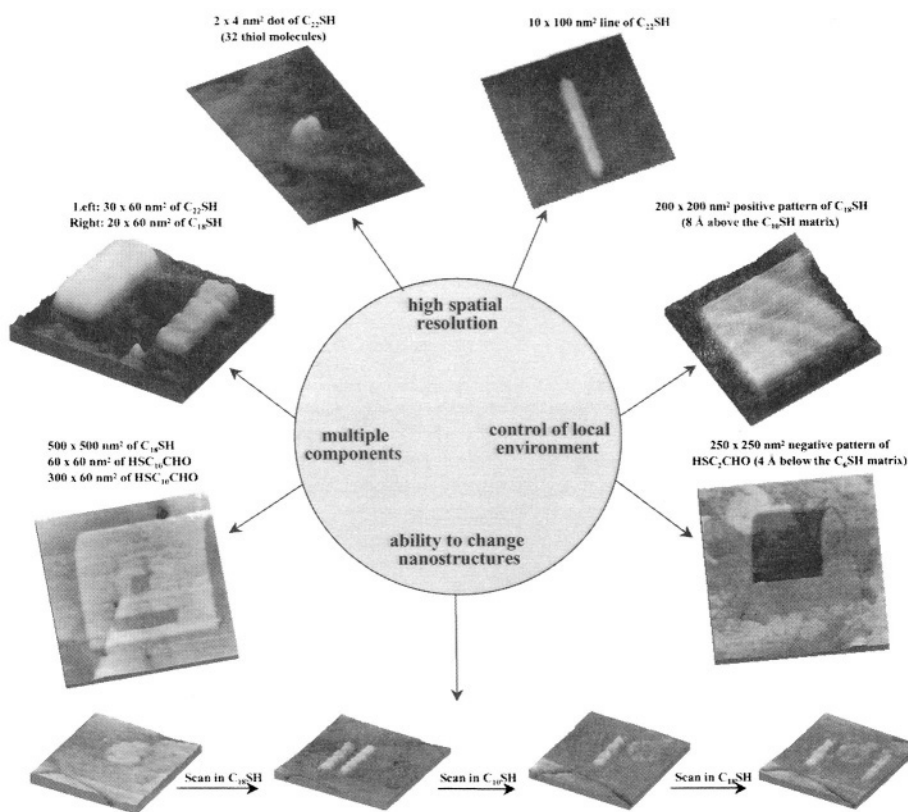 2 x 4 nm² dot of C₂₂SH
(32 thiol molecules)
10 x 100 nm² line of C₂₂SH
Left: 30 x 60 nm² of C₂₂SH
Right: 20 x 60 nm² of C₁₈SH
200 x 200 nm² positive pattern of C₁₈SH
(8 Å above the C₁₀SH matrix)
high spatial
resolution
multiple
components
control of local
environment
500 x 500 nm² of C₁₈SH
60 x 60 nm² of HSC₁₀CHO
300 x 60 nm² of HSC₁₀CHO
250 x 250 nm² negative pattern of
HSC₂CHO (4 Å below the C₆SH matrix)
ability to change
nanostructures
Scan in C₁₈SH
Scan in C₁₀SH
Scan in C₁₈SH